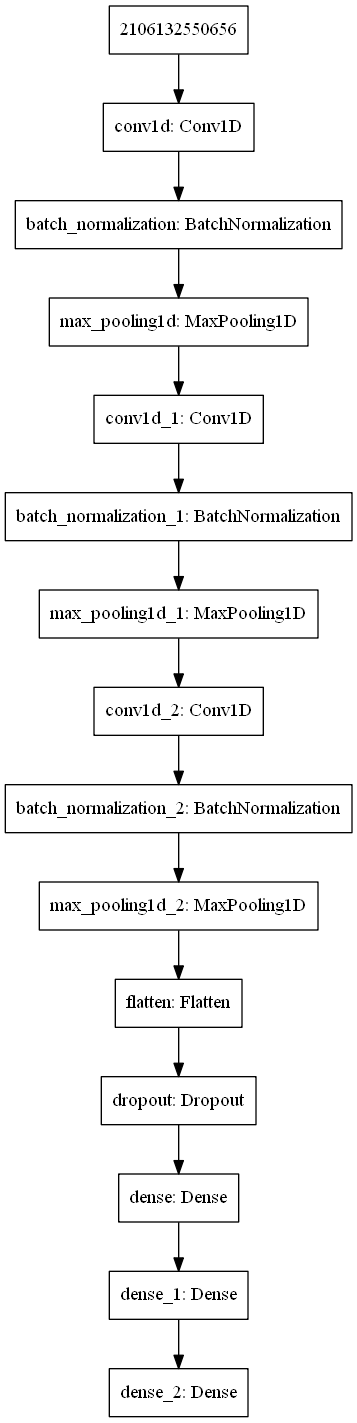 2106132550656
conv1d: Conv1D
batch_normalization: BatchNormalization
max_pooling1d: MaxPooling1D
conv1d_1: Conv1D
batch_normalization_1: BatchNormalization
max_pooling1d_1: MaxPooling1D
conv1d_2: Conv1D
batch_normalization_2: BatchNormalization
max_pooling1d_2: MaxPooling1D
flatten: Flatten
dropout: Dropout
dense: Dense
dense_1: Dense
dense_2: Dense